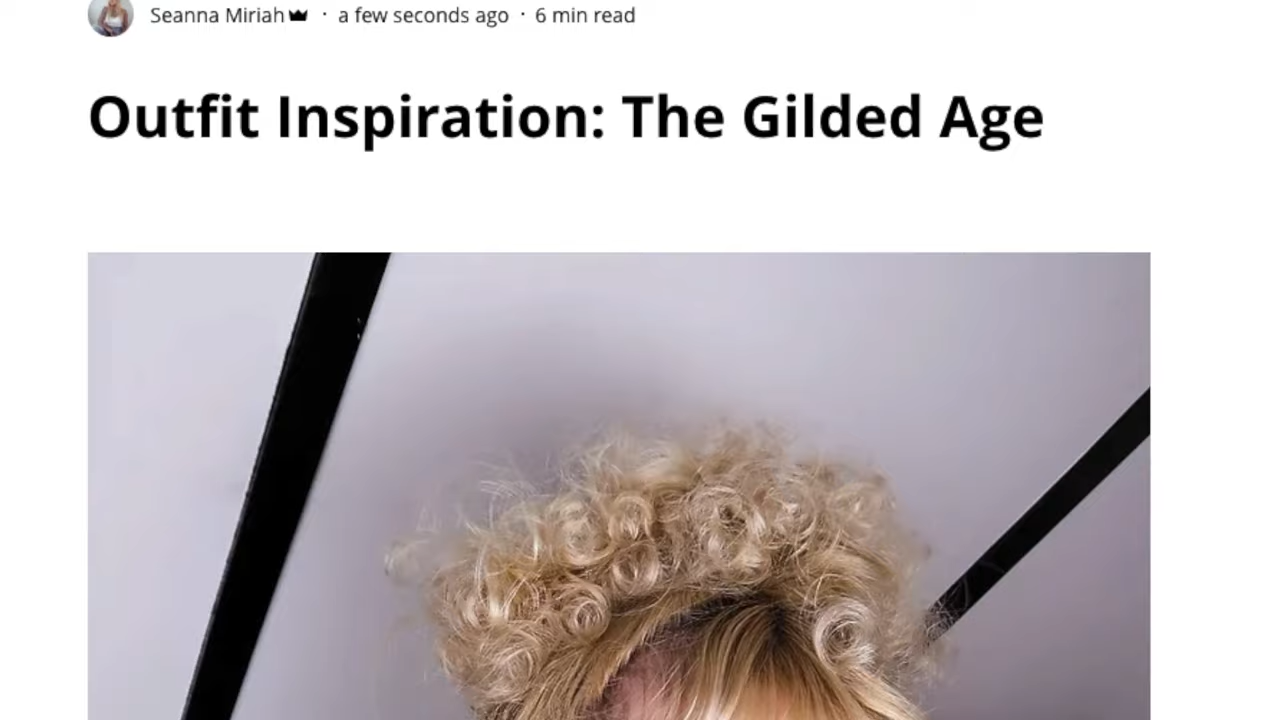 Seanna Miriah · a few seconds ago · 6 min read
Outfit Inspiration: The Gilded Age